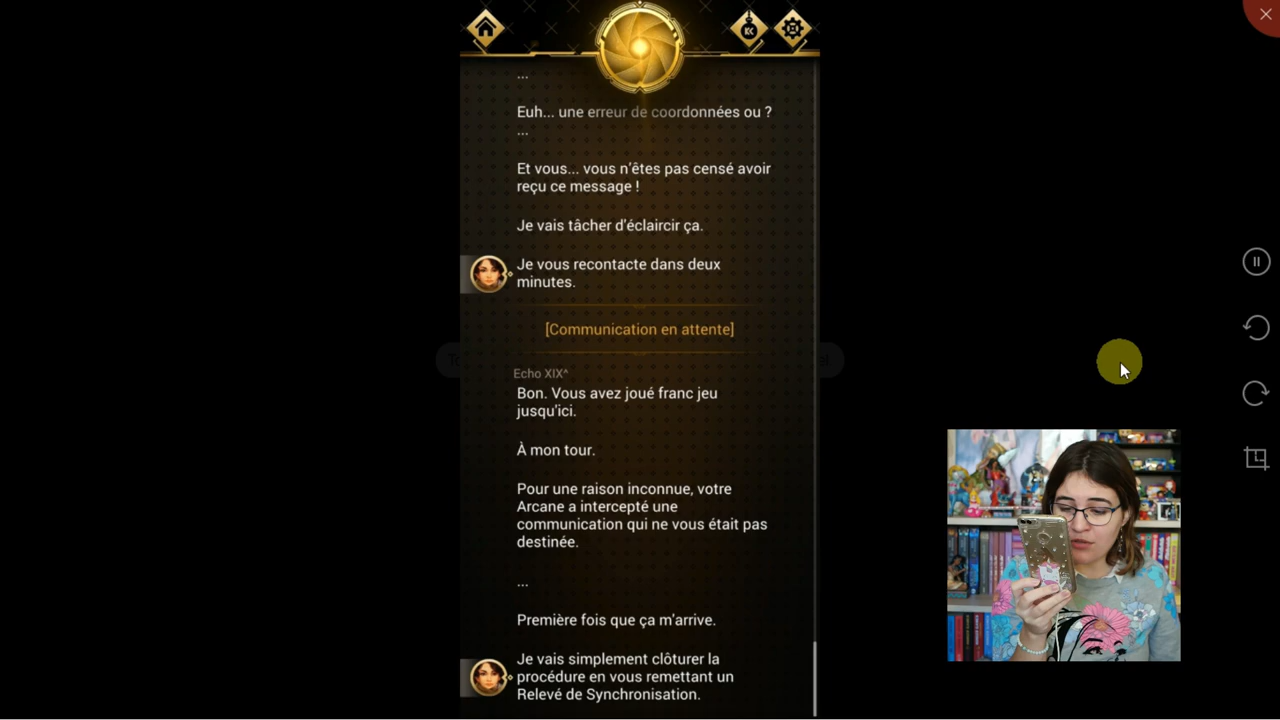 ...
Euh... une erreur de coordonnées ou ?
...
Et vous... vous n'êtes pas censé avoir
reçu ce message !
Je vais tâcher d'éclaircir ça.
Je vous recontacte dans deux
minutes.
[Communication en attente]
Echo XIX^
Bon. Vous avez joué franc jeu
jusqu'ici.
À mon tour.
Pour une raison inconnue, votre
Arcane a intercepté une
communication qui ne vous était pas
destinée.
...
Première fois que ça m'arrive.
Je vais simplement clôturer la
procédure en vous remettant un
Relevé de Synchronisation.